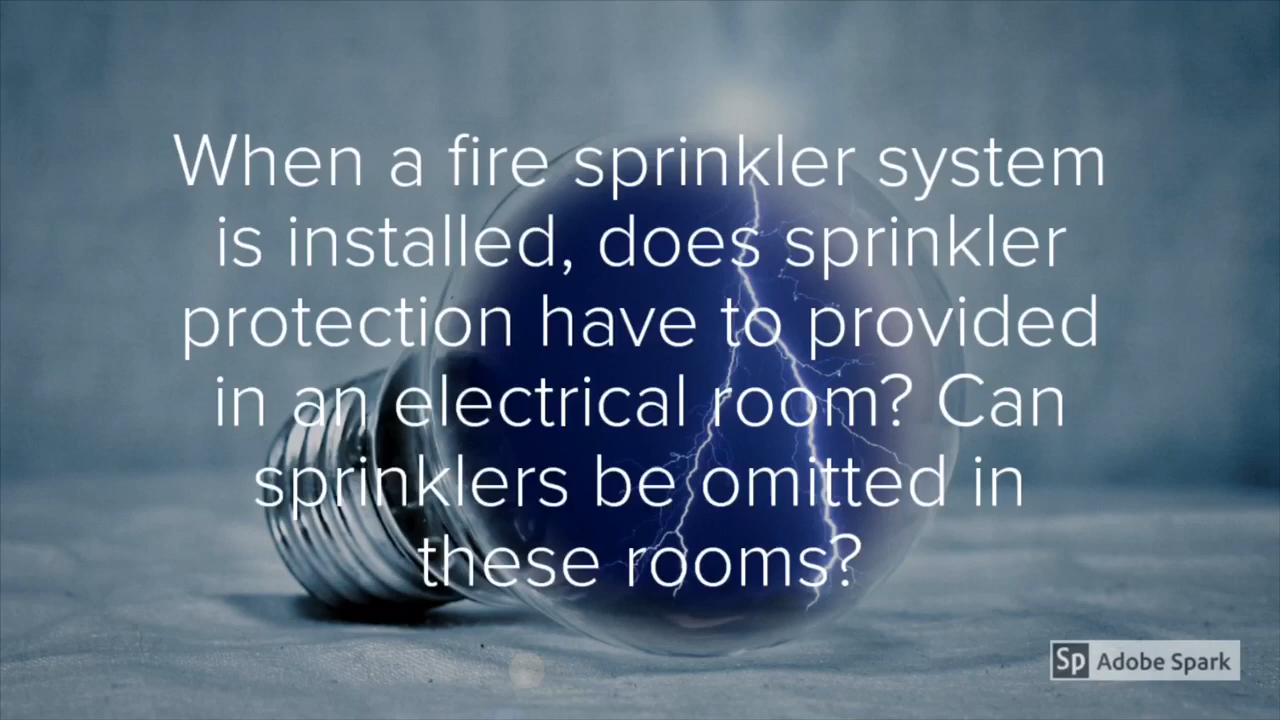 When a fire sprinkler system
is installed, does sprinkler
protection have to provided
in an electrical room? Can
sprinklers be omitted in
these rooms?
Sp Adobe Spark